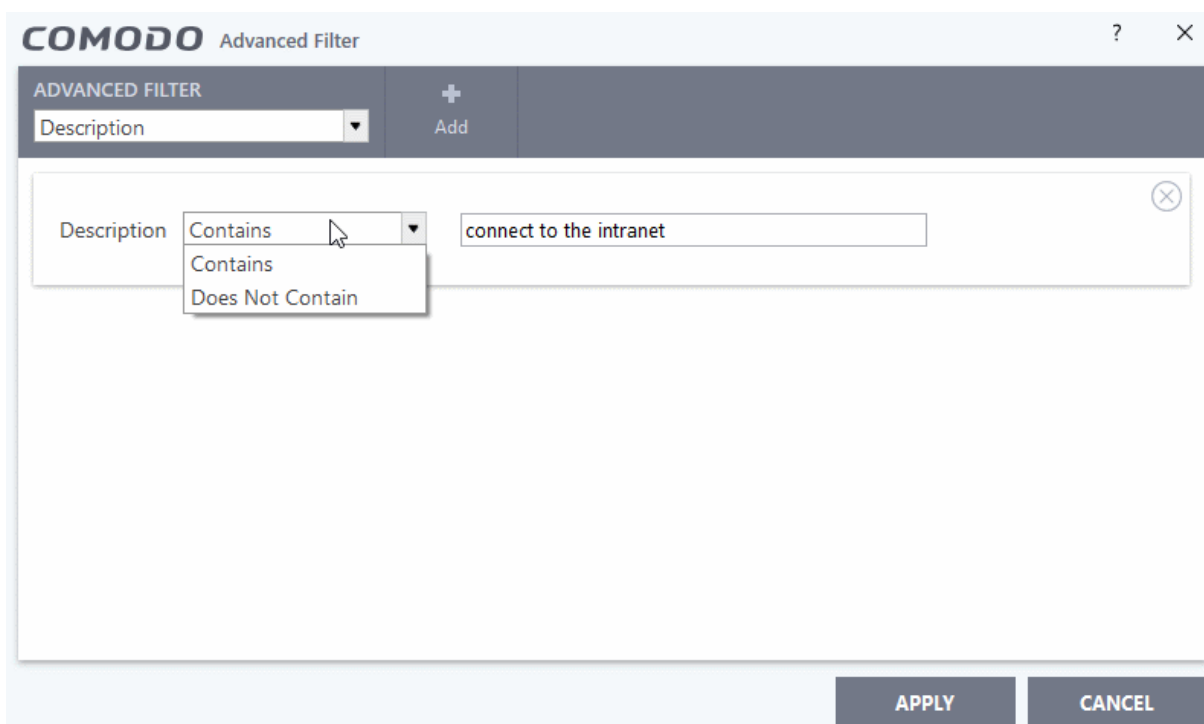 COMODO Advanced Filter ?
ADVANCED FILTER
Description
Add
Description Contains connect to the intranet
Contains
Does Not Contain
APPLY CANCEL